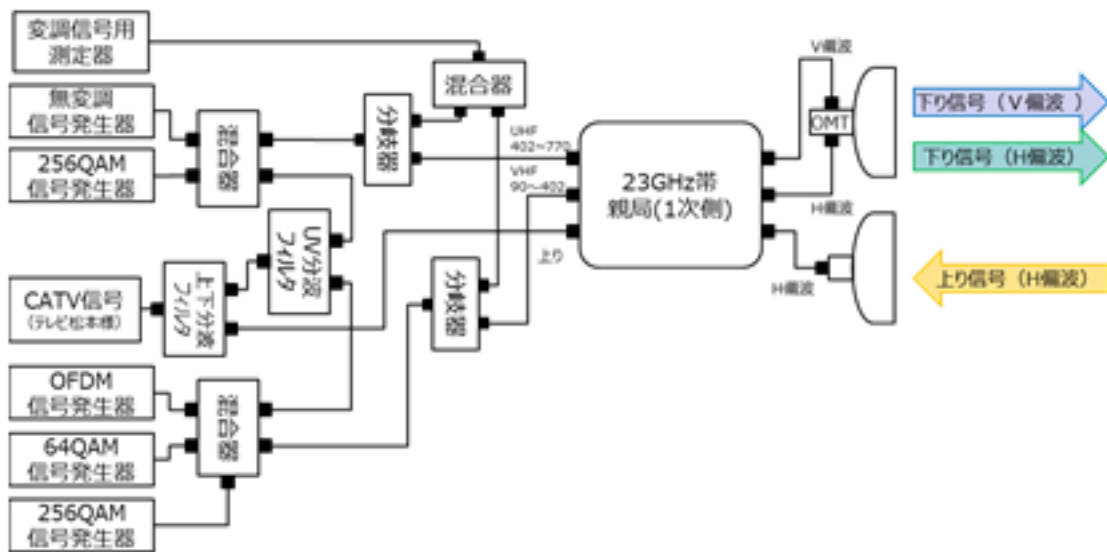 変調信号用
測定器
無変調
信号発生器
256QAM
信号発生器
CATV信号
(テレビ松本様)
OFDM
信号発生器
64QAM
信号発生器
256QAM
信号発生器
混合器
上下分波
フィルタ
混合器
UV分波
フィルタ
分岐器
混合器
分岐器
UHF
402~770
VHF
90~402
上り
23GHz帯
親局(1次側)
V偏波
OMT
H偏波
H偏波
下り信号(V偏波)
下り信号(H偏波)
上り信号(H偏波)